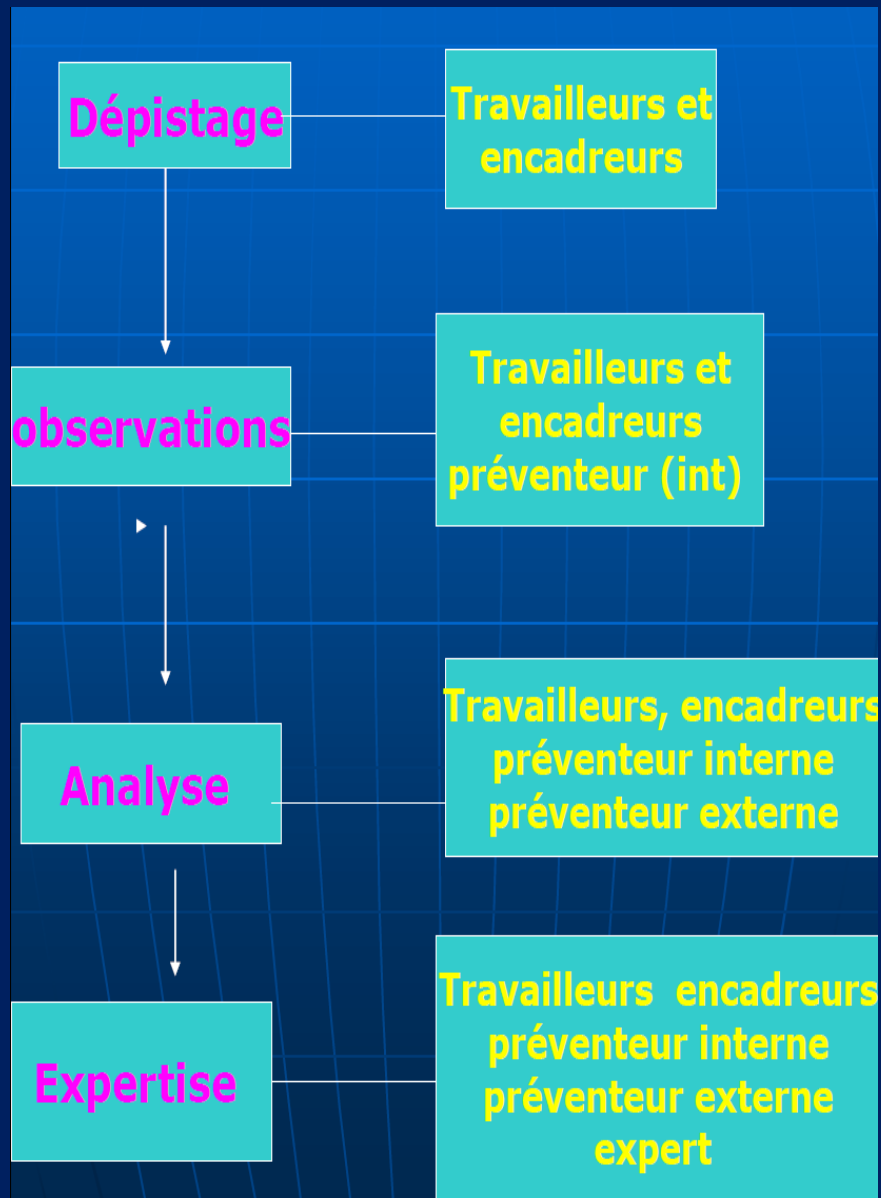 Dépistage
Travailleurs et
encadreurs
observations
Travailleurs et
encadreurs
préventeur (int)
Analyse
Travailleurs, encadreurs
préventeur interne
préventeur externe
Expertise
Travailleurs encadreurs
préventeur interne
préventeur externe
expert